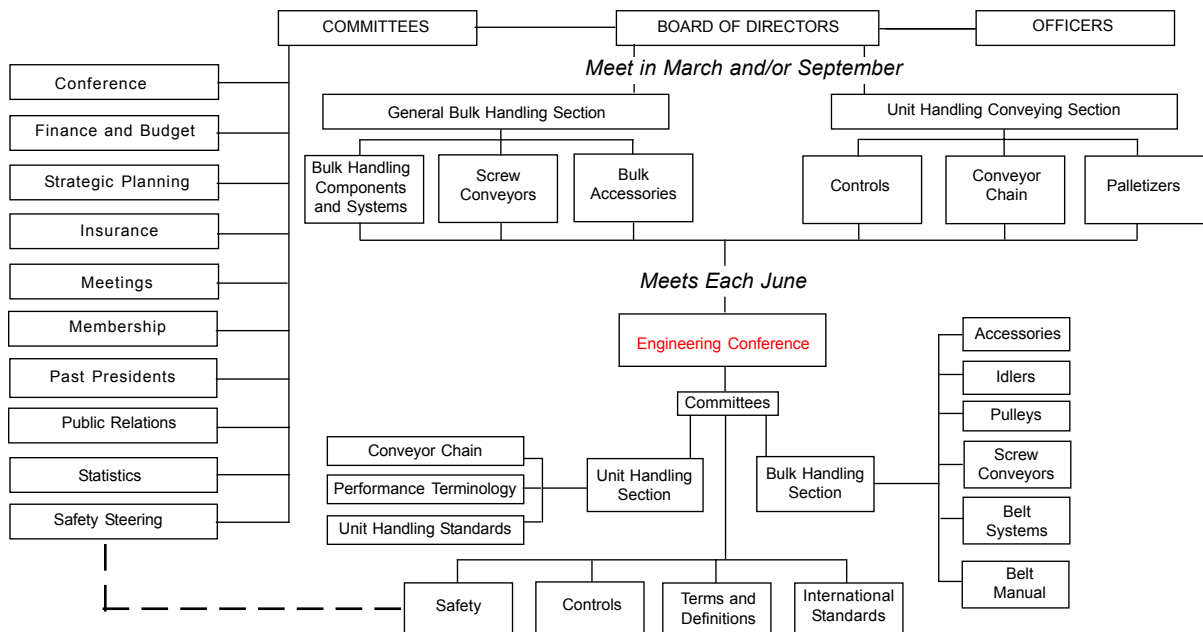 COMMITTEES
BOARD OF DIRECTORS
OFFICERS
Meet in March and/or September
Conference
Finance and Budget
Strategic Planning
Insurance
Meetings
Membership
Past Presidents
Public Relations
Statistics
Safety Steering
General Bulk Handling Section
Unit Handling Conveying Section
Bulk Handling
Components
and Systems
Screw
Conveyors
Bulk
Accessories
Controls
Conveyor
Chain
Palletizers
Meets Each June
Engineering Conference
Committees
Conveyor Chain
Performance Terminology
Unit Handling Standards
Unit Handling
Section
Bulk Handling
Section
Accessories
Idlers
Pulleys
Screw
Conveyors
Belt
Systems
Belt
Manual
Safety
Controls
Terms and
Definitions
International
Standards